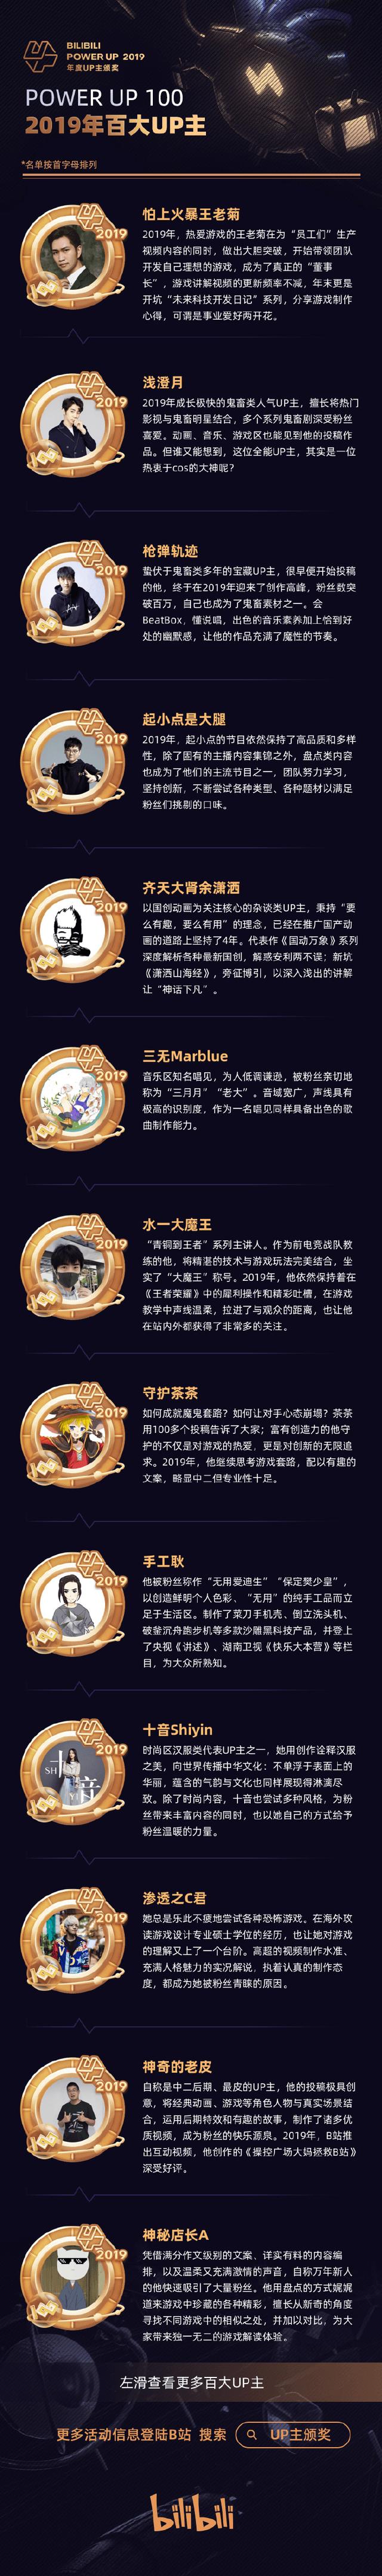 BILIBILI
POWER UP 2019
年度UP主颁奖
POWER UP 100
2019年百大UP主
*名单按首字母排列
2019
怕上火暴王老菊
2019年，热爱游戏的王老菊在为“员工们”生产
视频内容的同时，做出大胆突破，开始带领团队
开发自己理想的游戏，成为了真正的“董事
长”，游戏讲解视频的更新频率不减，年末更是
开坑“未来科技开发日记”系列，分享游戏制作
心得，可谓是事业爱好两开花。
2019
浅澄月
2019年成长极快的鬼畜类人气UP主，擅长将热门
影视与鬼畜明星结合，多个系列鬼畜剧深受粉丝
喜爱。动画、音乐、游戏区也能见到他的投稿作
品。但谁又能想到，这位全能UP主，其实是一位
热衷于cos的大神呢？
2019
枪弹轨迹
蛰伏于鬼畜类多年的宝藏UP主，很早便开始投稿
的他，终于在2019年迎来了创作高峰，粉丝数突
破百万，自己也成为了鬼畜素材之一。会
BeatBox，懂说唱，出色的音乐素养加上恰到好
处的幽默感，让他的作品充满了魔性的节奏。
2019
起小点是大腿
2019年，起小点的节目依然保持了高品质和多样
性，除了固有的主播内容集锦之外，盘点类内容
也成为了他们的主流节目之一，团队努力学习，
坚持创新，不断尝试各种类型、各种题材以满足
粉丝们挑剔的口味。
2019
齐天大肾余潇洒
以国创动画为关注核心的杂谈类UP主，秉持“要
么有趣，要么有用”的理念，已经在推广国产动
画的道路上坚持了4年。代表作《国动万象》系列
深度解析各种最新国创，解惑安利两不误；新坑
《潇洒山海经》，旁征博引，以深入浅出的讲解
让“神话下凡”。
2019
三无Marblue
音乐区知名唱见，为人低调谦逊，被粉丝亲切地
称为“三月月”“老大”。音域宽广，声线具有
极高的识别度，作为一名唱见同样具备出色的歌
曲制作能力。
2019
水一大魔王
“青铜到王者”系列主讲人。作为前电竞战队教
练的他，将精湛的技术与游戏玩法完美结合，坐
实了“大魔王”称号。2019年，他依然保持着在
《王者荣耀》中的犀利操作和精彩吐槽，在游戏
教学中声线温柔，拉进了与观众的距离，也让他
在站内外都获得了非常多的关注。
2019
守护茶茶
如何成就魔鬼套路？如何让对手心态崩塌？茶茶
用100多个投稿告诉了大家；富有创造力的他守
护的不仅是对游戏的热爱，更是对创新的无限追
求。2019年，他继续思考游戏套路，配以有趣的
文案，略显中二但专业性十足。
2019
手工耿
他被粉丝称作“无用爱迪生”“保定樊少皇”，
以创造鲜明个人色彩、“无用”的纯手工品而立
足于生活区。制作了菜刀手机壳、倒立洗头机、
破釜沉舟跑步机等多款沙雕黑科技产品，并登上
了央视《讲述》、湖南卫视《快乐大本营》等栏
目，为大众所熟知。
2019
十音Shiyin
时尚区汉服类代表UP主之一，她用创作诠释汉服
之美，向世界传播中华文化：不单浮于表面上的
华丽，蕴含的气韵与文化也同样展现得淋漓尽
致。除了时尚内容，十音也尝试多种风格，为粉
丝带来丰富内容的同时，也以她自己的方式给予
粉丝温暖的力量。
2019
渗透之C君
她总是乐此不疲地尝试各种恐怖游戏。在海外攻
读游戏设计专业硕士学位的经历，也让她对游戏
的理解又上了一个台阶。高超的视频制作水准、
充满人格魅力的实况解说，执着认真的制作态
度，都成为她被粉丝青睐的原因。
2019
神奇的老皮
自称是中二后期、最皮的UP主，他的投稿极具创
意，将经典动画、游戏等角色人物与真实场景结
合，运用后期特效和有趣的故事，制作了诸多优
质视频，成为粉丝的快乐源泉。2019年，B站推
出互动视频，他创作的《操控广场大妈拯救B站》
深受好评。
2019
神秘店长A
凭借满分作文级别的文案、详实有料的内容编
排，以及温柔又充满激情的声音，自称万年新人
的他快速吸引了大量粉丝。他用盘点的方式娓娓
道来游戏中珍藏的各种精彩，擅长从新奇的角度
寻找不同游戏中的相似之处，并加以对比，为大
家带来独一无二的游戏解读体验。
左滑查看更多百大UP主
更多活动信息登陆B站 搜索 UP主颁奖
bilibili